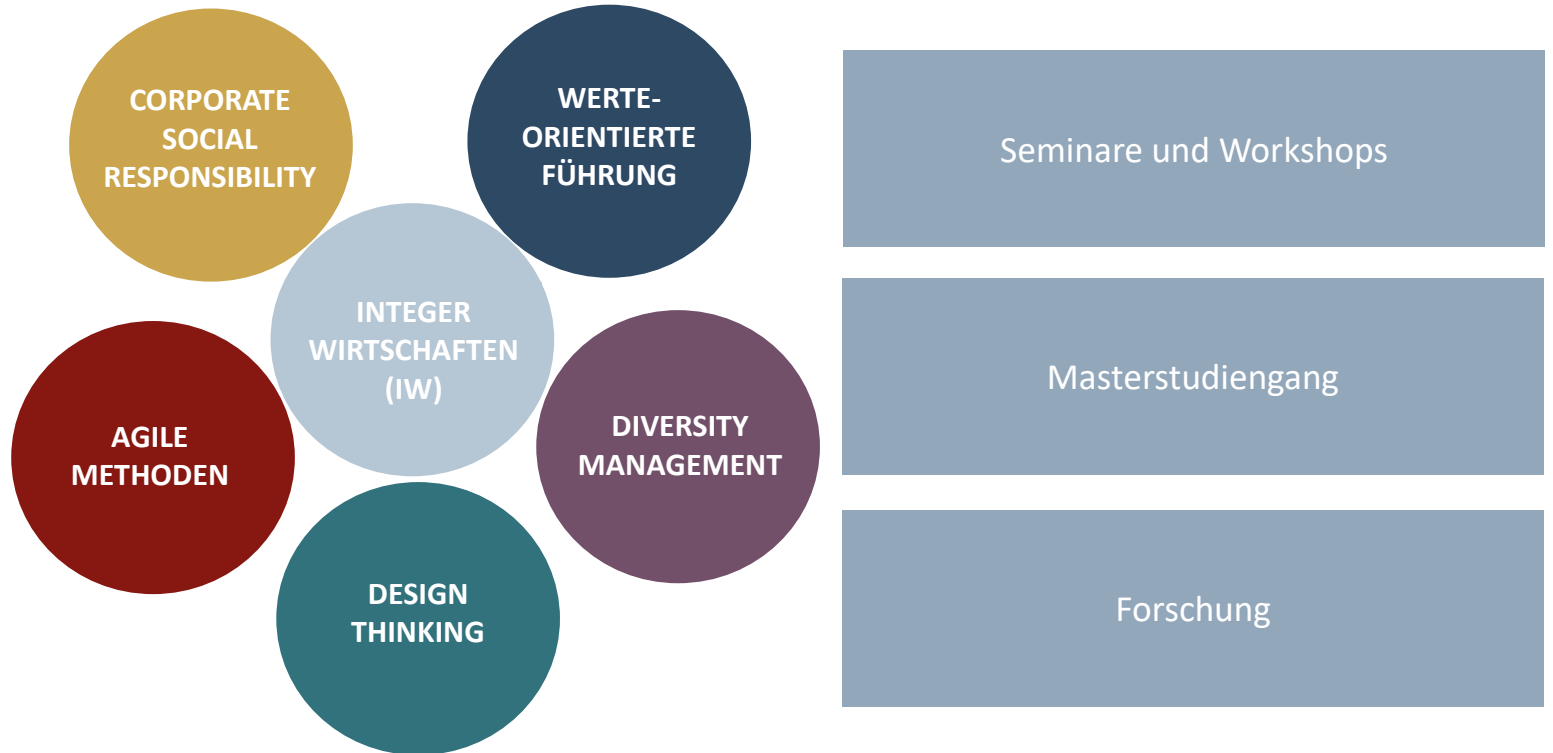 CORPORATE
SOCIAL
RESPONSIBILITY
WERTE-
ORIENTIERTE
FÜHRUNG
INTEGER
WIRTSCHAFTEN
(IW)
AGILE
METHODEN
DIVERSITY
MANAGEMENT
DESIGN
THINKING
Seminare und Workshops
Masterstudiengang
Forschung